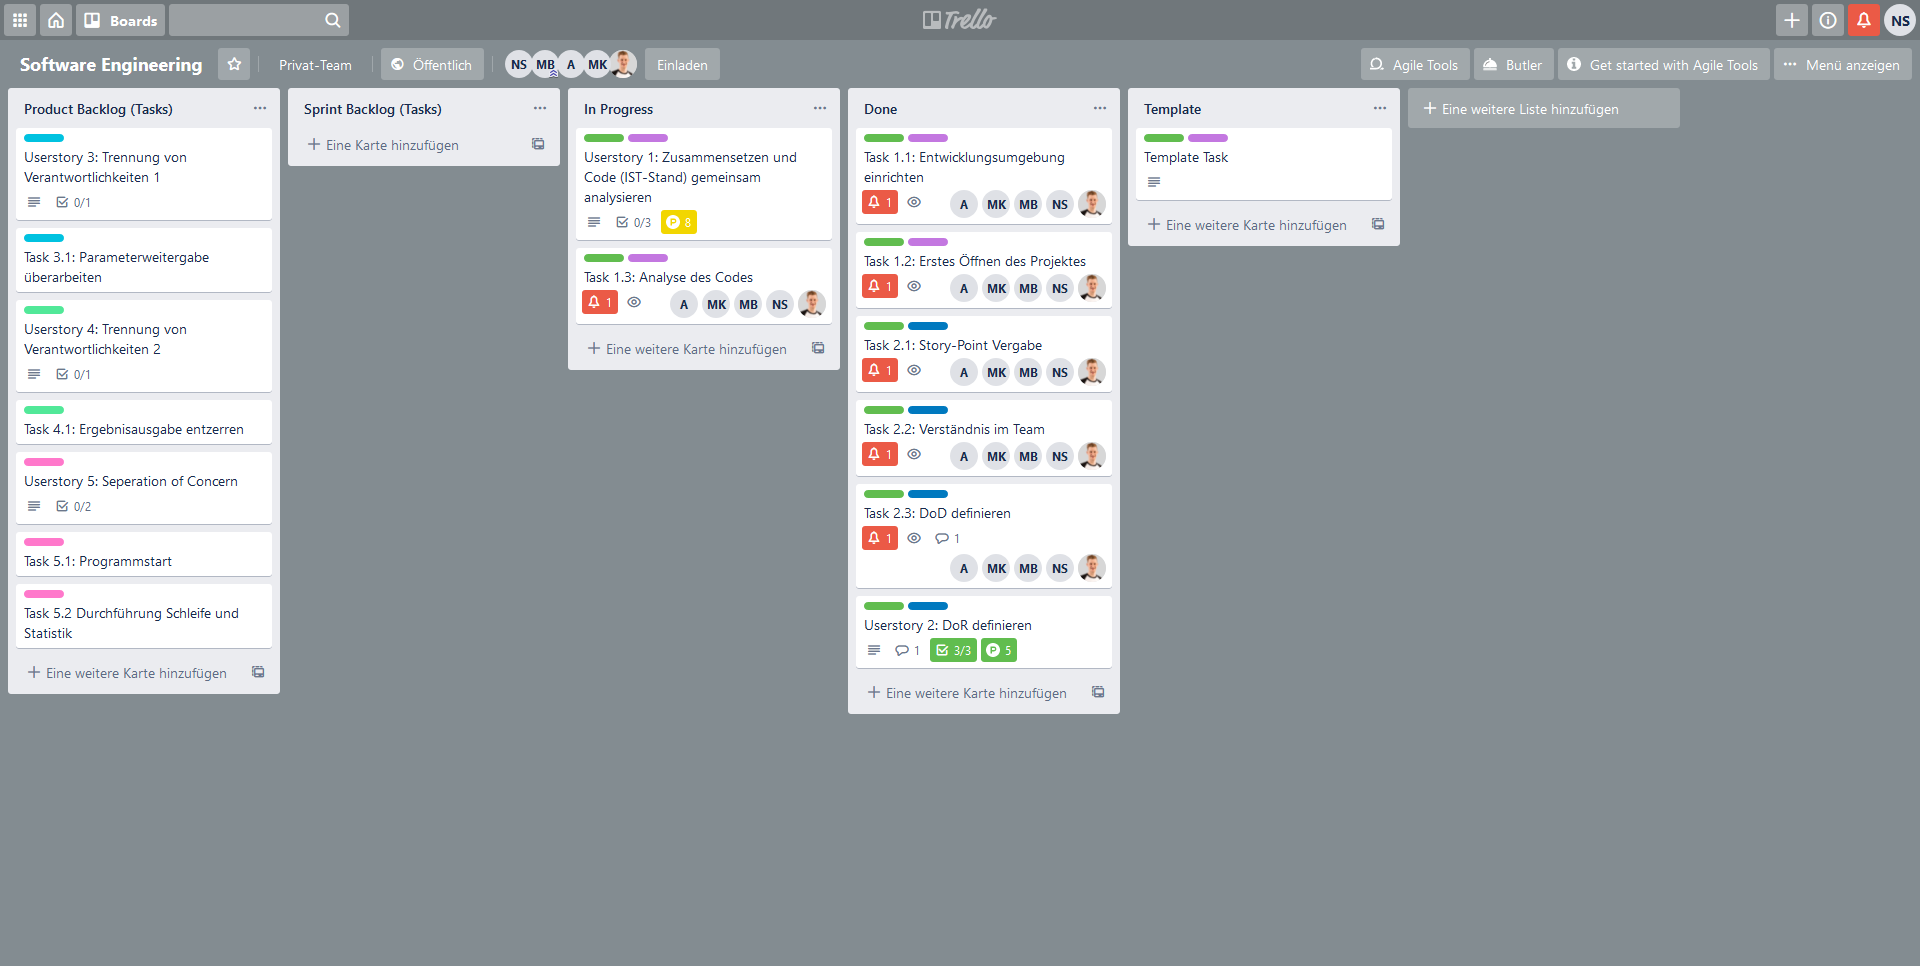 Boards
Trello
NS
Software Engineering
Privat-Team
Öffentlich
NS MB A MK
Einladen
Agile Tools
Butler
Get started with Agile Tools
Menü anzeigen
Product Backlog (Tasks)
Userstory 3: Trennung von
Verantwortlichkeiten 1
0/1
Task 3.1: Parameterweitergabe
überarbeiten
Userstory 4: Trennung von
Verantwortlichkeiten 2
0/1
Task 4.1: Ergebnisausgabe entzerren
Userstory 5: Seperation of Concern
0/2
Task 5.1: Programmstart
Task 5.2 Durchführung Schleife und
Statistik
Eine weitere Karte hinzufügen
Sprint Backlog (Tasks)
Eine Karte hinzufügen
In Progress
Userstory 1: Zusammensetzen und
Code (IST-Stand) gemeinsam
analysieren
0/3 P 8
Task 1.3: Analyse des Codes
1 A MK MB NS
Eine weitere Karte hinzufügen
Done
Task 1.1: Entwicklungsumgebung
einrichten
1 A MK MB NS
Task 1.2: Erstes Öffnen des Projektes
1 A MK MB NS
Task 2.1: Story-Point Vergabe
1 A MK MB NS
Task 2.2: Verständnis im Team
1 A MK MB NS
Task 2.3: DoD definieren
1 1
A MK MB NS
Userstory 2: DoR definieren
1 3/3 P 5
Eine weitere Karte hinzufügen
Template
Template Task
Eine weitere Karte hinzufügen
Eine weitere Liste hinzufügen